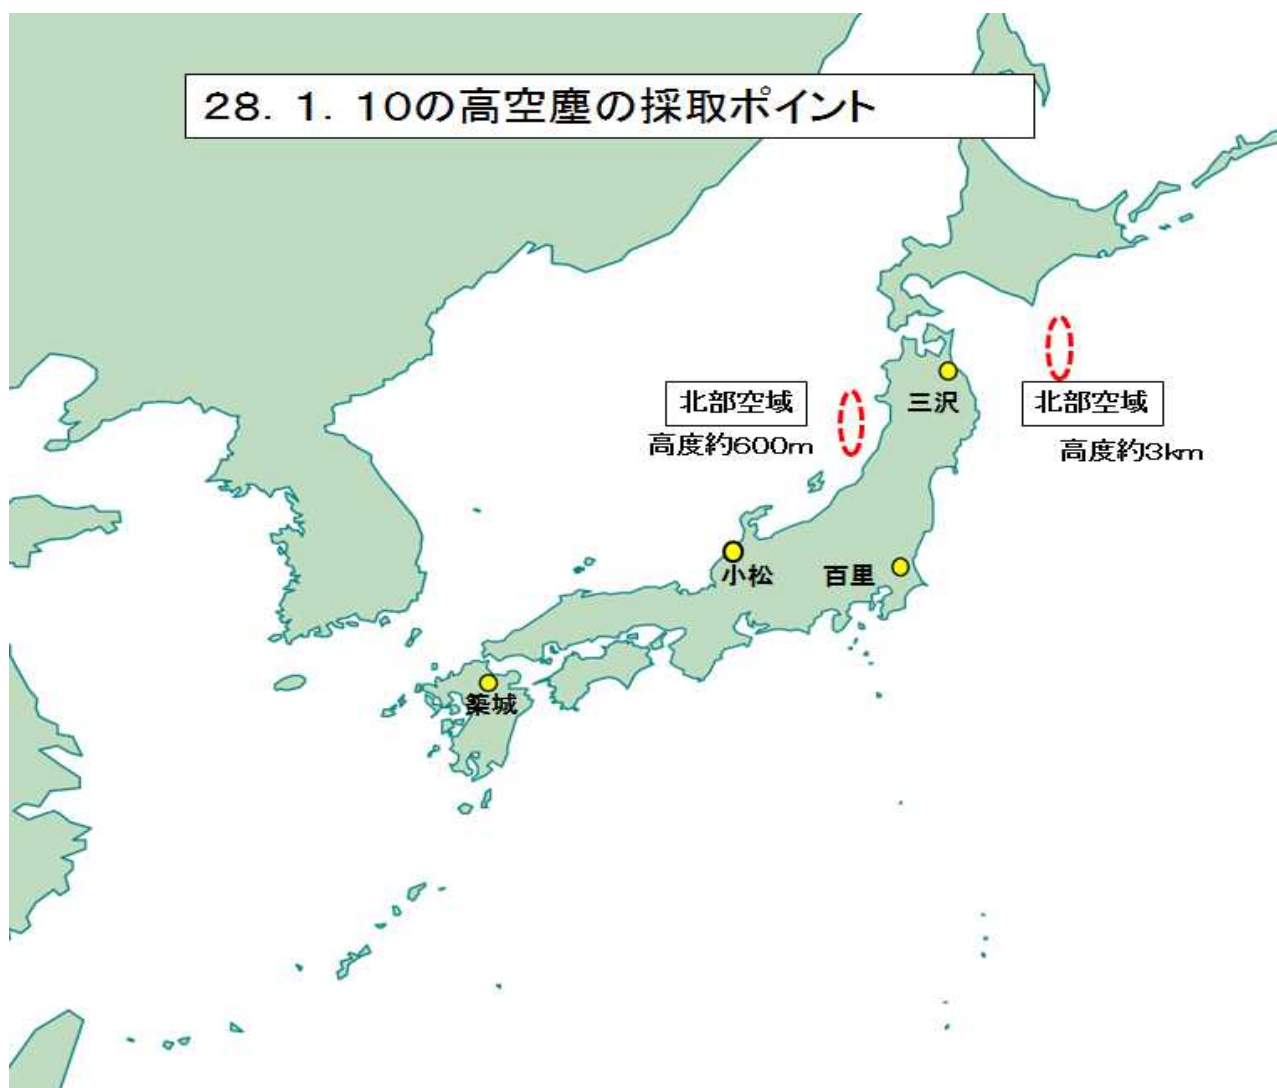 28. 1. 10の高空塵の採取ポイント
北部空域
高度約600m
三沢
北部空域
高度約3km
小松
百里
築城